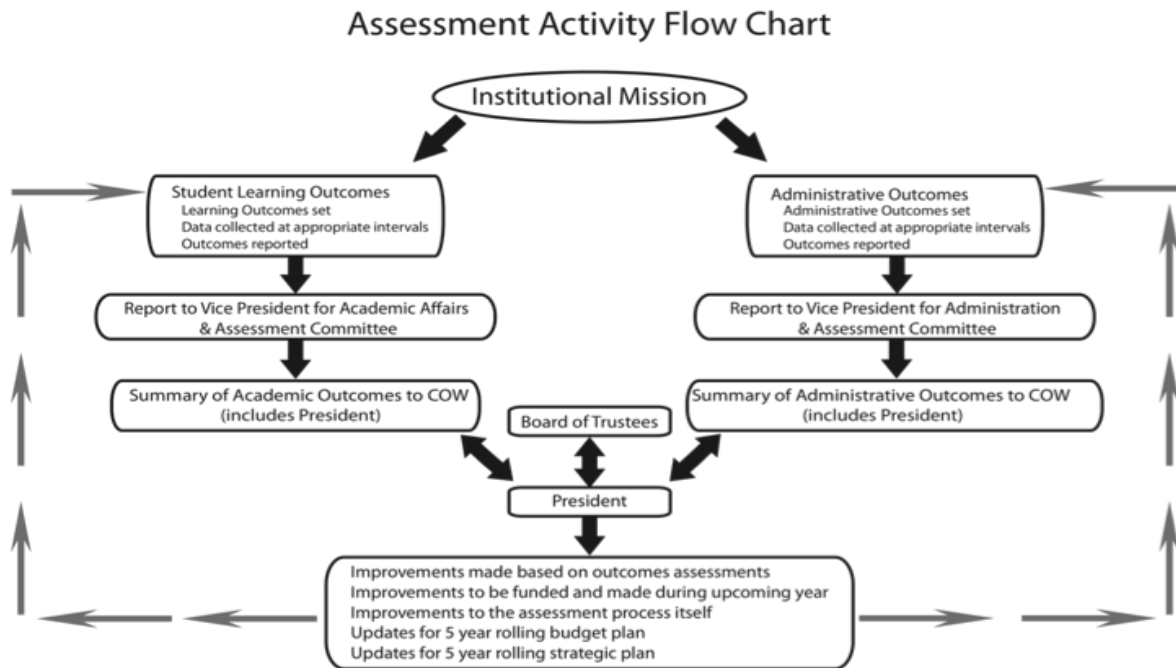 Assessment Activity Flow Chart
Institutional Mission
Student Learning Outcomes
Learning Outcomes set
Data collected at appropriate intervals
Outcomes reported
Administrative Outcomes
Administrative Outcomes set
Data collected at appropriate intervals
Outcomes reported
Report to Vice President for Academic Affairs
& Assessment Committee
Report to Vice President for Administration
& Assessment Committee
Summary of Academic Outcomes to COW
(includes President)
Summary of Administrative Outcomes to COW
(includes President)
Board of Trustees
President
Improvements made based on outcomes assessments
Improvements to be funded and made during upcoming year
Improvements to the assessment process itself
Updates for 5 year rolling budget plan
Updates for 5 year rolling strategic plan